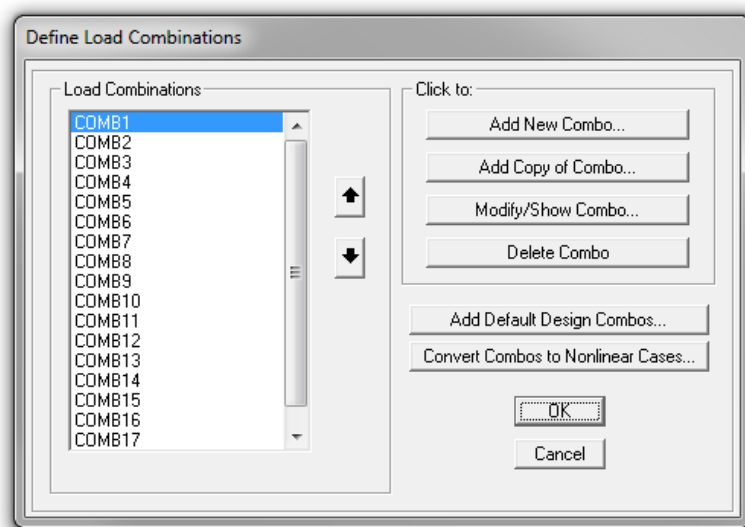 Define Load Combinations
Load Combinations
COMB1
COMB2
COMB3
COMB4
COMB5
COMB6
COMB7
COMB8
COMB9
COMB10
COMB11
COMB12
COMB13
COMB14
COMB15
COMB16
COMB17
Click to:
Add New Combo...
Add Copy of Combo...
Modify/Show Combo...
Delete Combo
Add Default Design Combos...
Convert Combos to Nonlinear Cases...
OK
Cancel